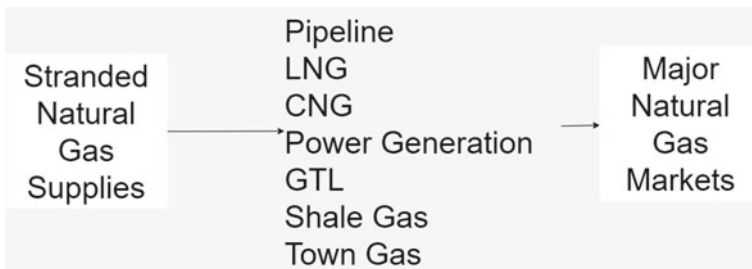 Stranded
Natural
Gas
Supplies
Pipeline
LNG
CNG
Power Generation
GTL
Shale Gas
Town Gas
Major
Natural
Gas
Markets